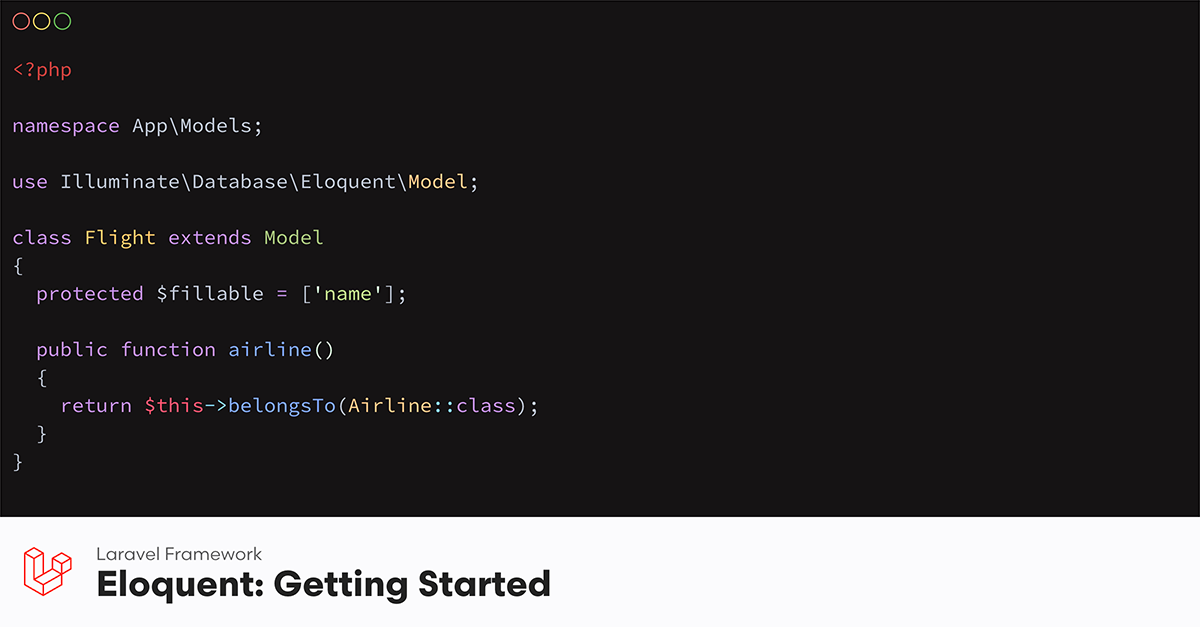 <?php
namespace App\Models;
use Illuminate\Database\Eloquent\Model;
class Flight extends Model
{
protected $fillable = ['name'];
public function airline()
{
return $this->belongsTo(Airline::class);
}
}
Laravel Framework
Eloquent: Getting Started